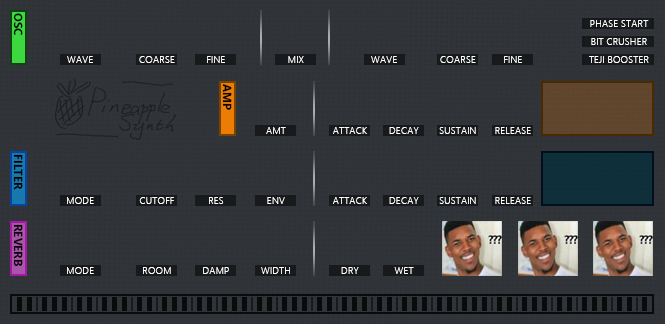 OSC
PHASE START
BIT CRUSHER
WAVE COARSE FINE MIX WAVE COARSE FINE TEJI BOOSTER
Pineapple
Synth
AMP
AMT ATTACK DECAY SUSTAIN RELEASE
FILTER
MODE CUTOFF RES ENV ATTACK DECAY SUSTAIN RELEASE
REVERB
??? ??? ???
MODE ROOM DAMP WIDTH DRY WET